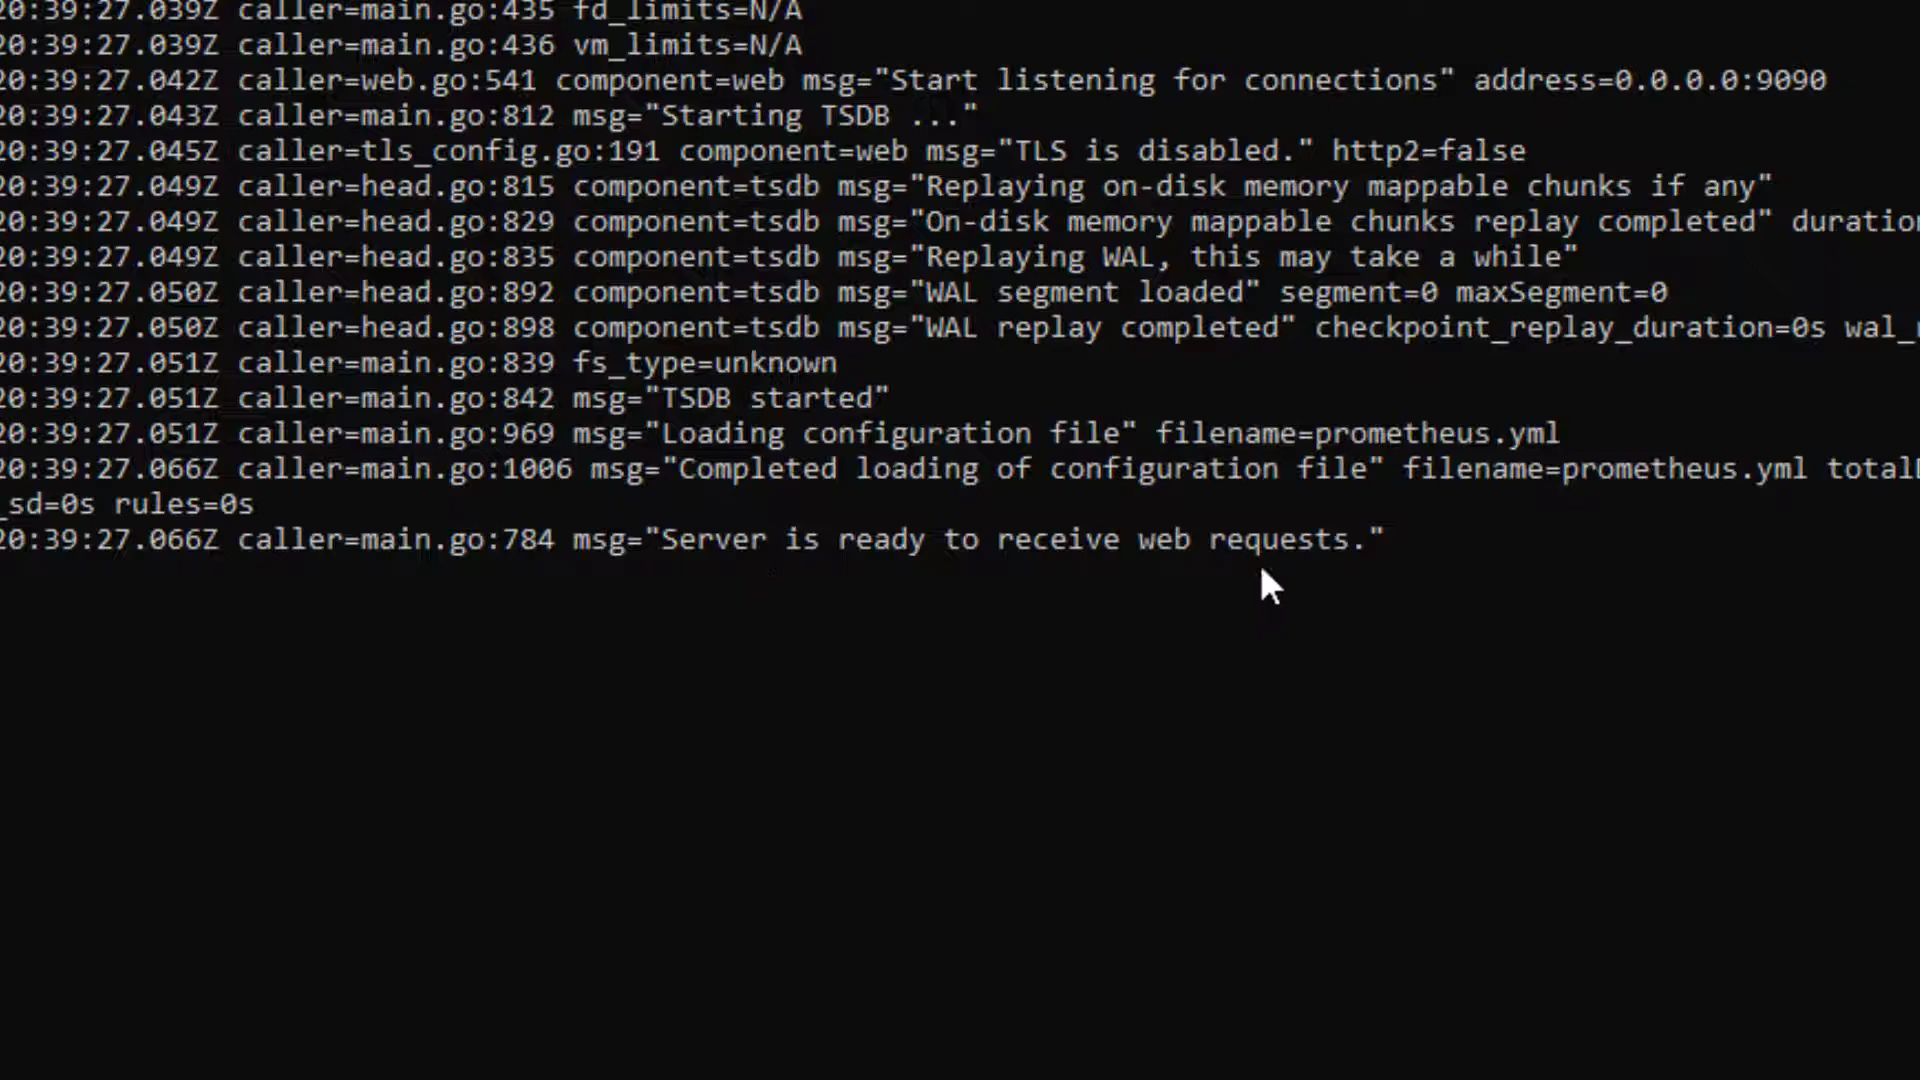 20:39:27.039Z caller=main.go:435 fd_limits=N/A
20:39:27.039Z caller=main.go:436 vm_limits=N/A
20:39:27.042Z caller=web.go:541 component=web msg="Start listening for connections" address=0.0.0.0:9090
20:39:27.043Z caller=main.go:812 msg="Starting TSDB ..."
20:39:27.045Z caller=tls_config.go:191 component=web msg="TLS is disabled." http2=false
20:39:27.049Z caller=head.go:815 component=tsdb msg="Replaying on-disk memory mappable chunks if any"
20:39:27.049Z caller=head.go:829 component=tsdb msg="On-disk memory mappable chunks replay completed" duratio
20:39:27.049Z caller=head.go:835 component=tsdb msg="Replaying WAL, this may take a while"
20:39:27.050Z caller=head.go:892 component=tsdb msg="WAL segment loaded" segment=0 maxSegment=0
20:39:27.050Z caller=head.go:898 component=tsdb msg="WAL replay completed" checkpoint_replay_duration=0s wal_
20:39:27.051Z caller=main.go:839 fs_type=unknown
20:39:27.051Z caller=main.go:842 msg="TSDB started"
20:39:27.051Z caller=main.go:969 msg="Loading configuration file" filename=prometheus.yml
20:39:27.066Z caller=main.go:1006 msg="Completed loading of configuration file" filename=prometheus.yml total
_sd=0s rules=0s
20:39:27.066Z caller=main.go:784 msg="Server is ready to receive web requests."